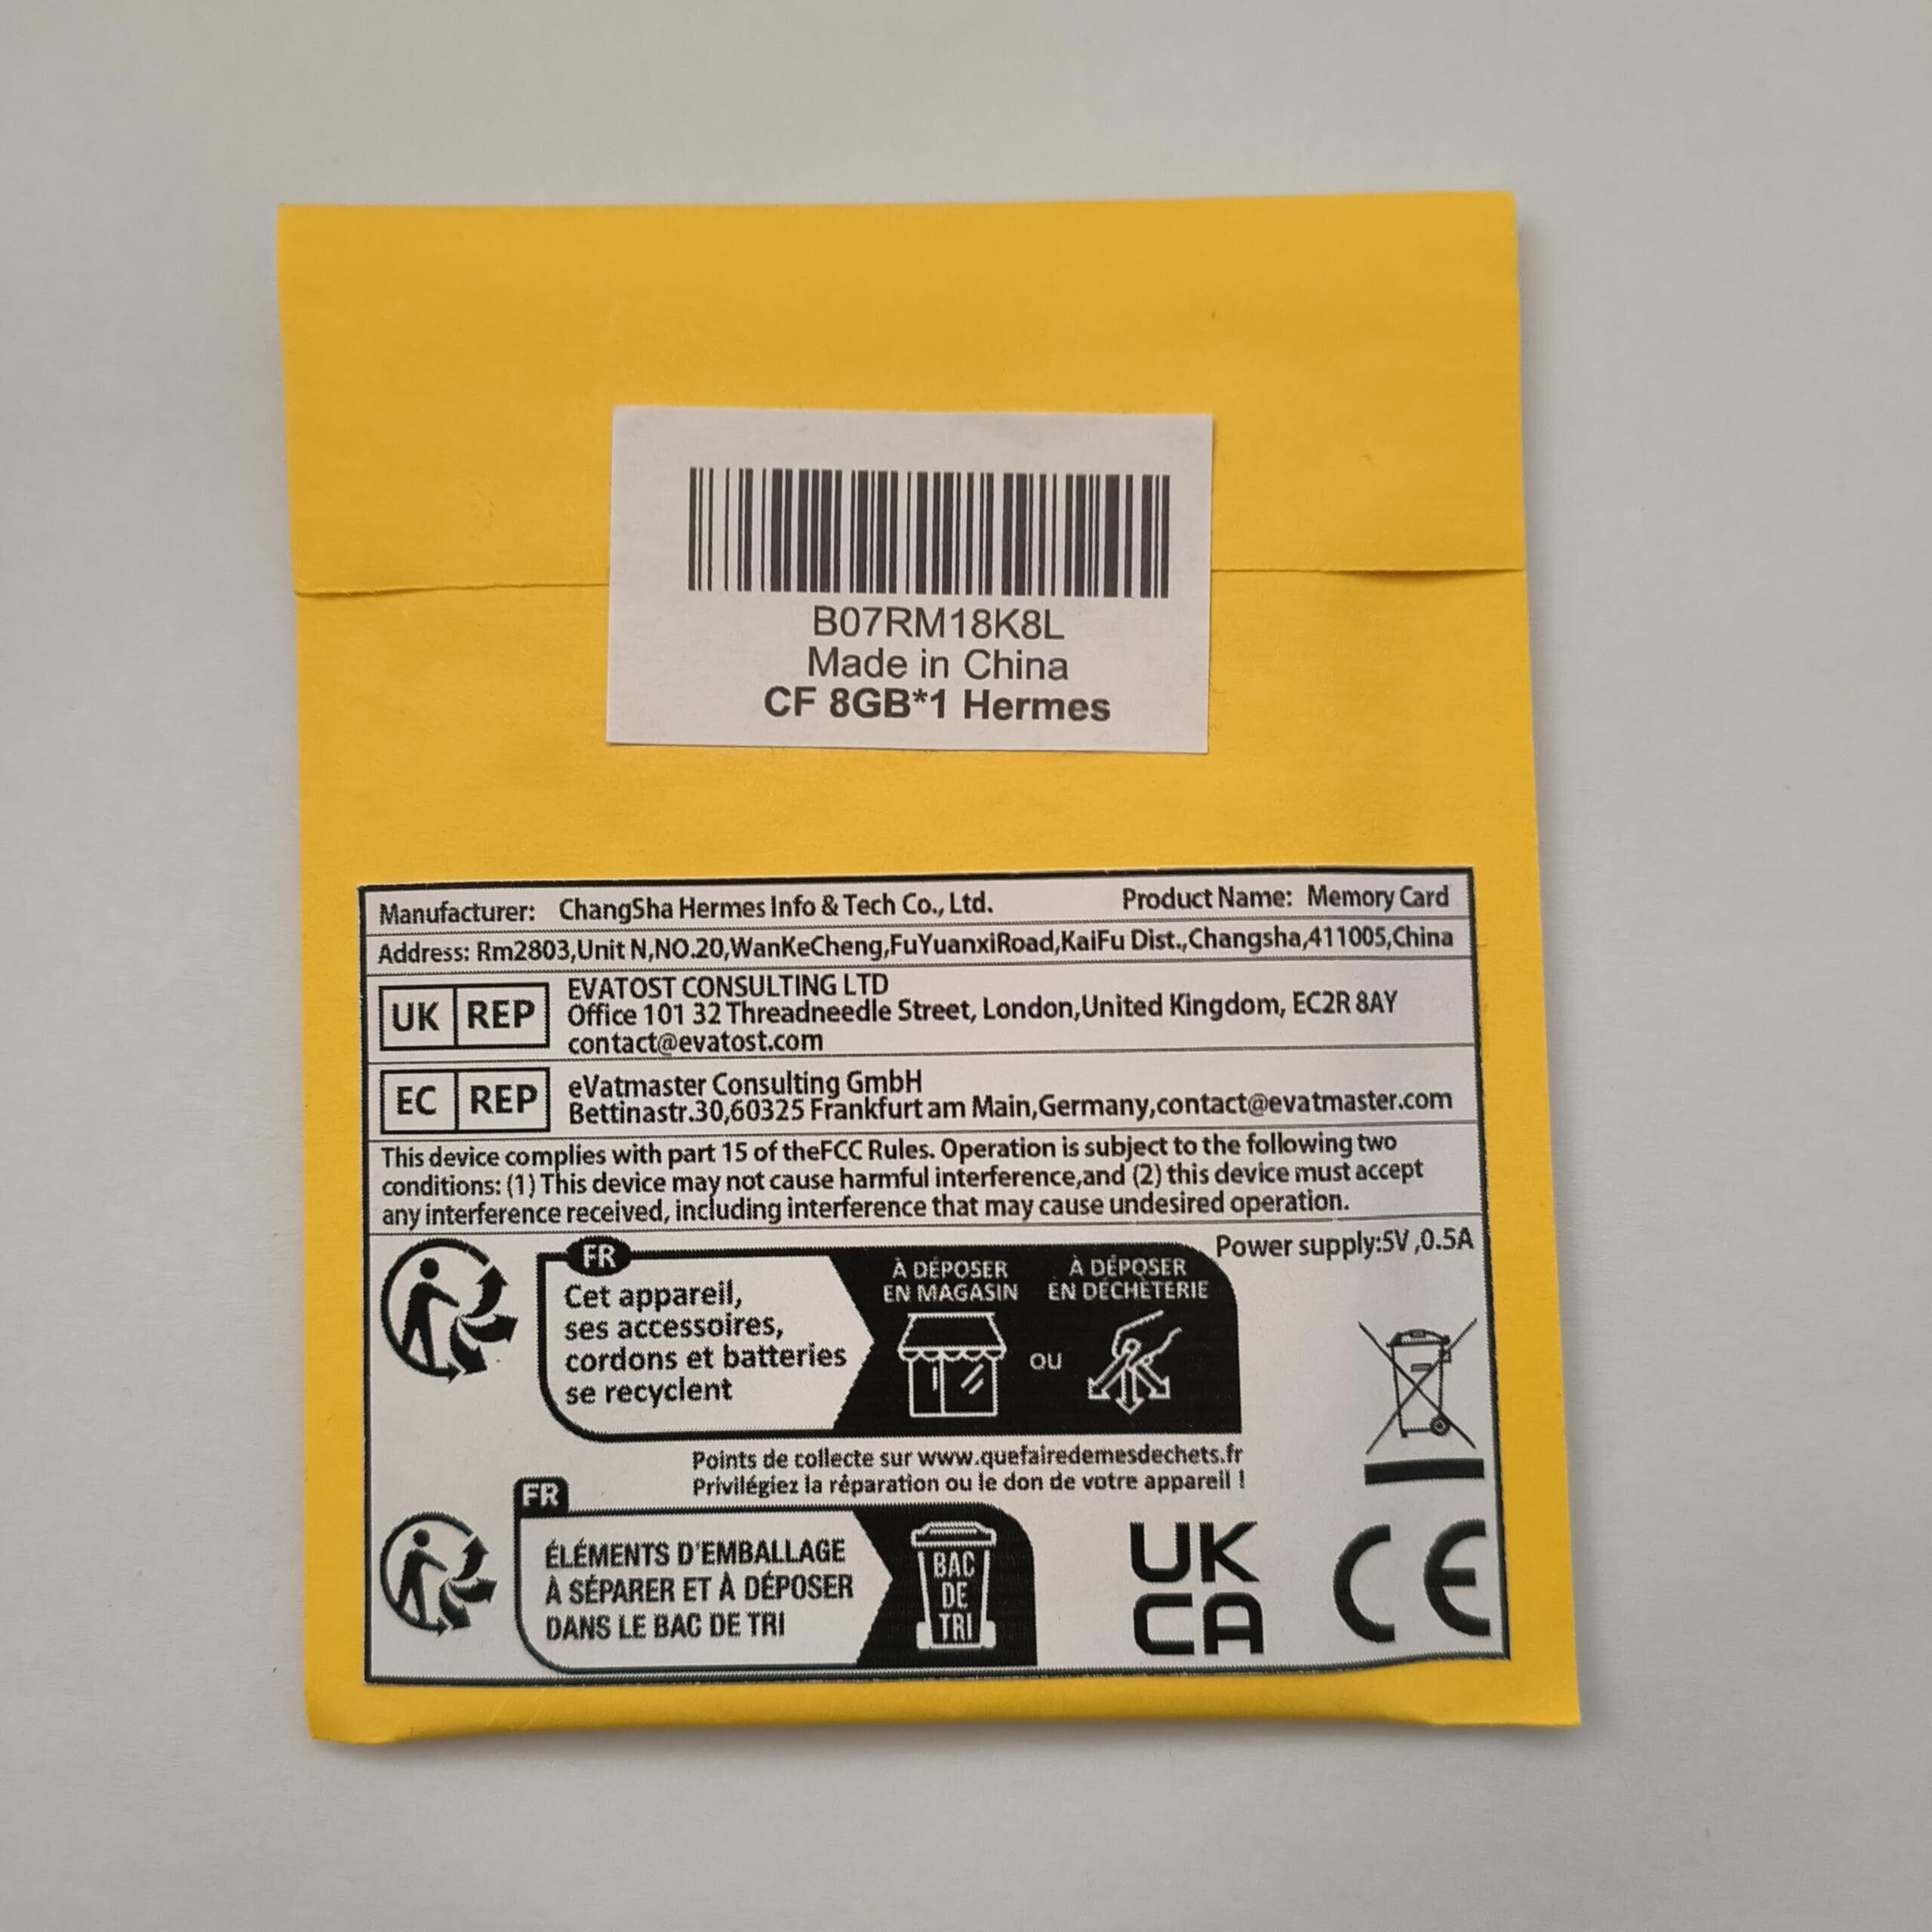 B07RM18K8L
Made in China
CF 8GB*1 Hermes
Manufacturer: ChangSha Hermes Info & Tech Co., Ltd. Product Name: Memory Card
Address: Rm2803,Unit N,NO.20,WanKeCheng,FuYuanxiRoad,KaiFu Dist.,Changsha,411005,China
UK REP
EVATOST CONSULTING LTD
Office 101 32 Threadneedle Street, London,United Kingdom, EC2R 8AY
contact@evatost.com
EC REP
eVatmaster Consulting GmbH
Bettinastr.30,60325 Frankfurt am Main,Germany,contact@evatmaster.com
This device complies with part 15 of theFCC Rules. Operation is subject to the following two
conditions: (1) This device may not cause harmful interference,and (2) this device must accept
any interference received, including interference that may cause undesired operation.
Power supply:5V,0.5A
FR
Cet appareil,
ses accessoires,
cordons et batteries
se recyclent
À DÉPOSER
EN MAGASIN
OU
À DÉPOSER
EN DÉCHÈTERIE
Points de collecte sur www.quefairedemesdechets.fr
Privilégiez la réparation ou le don de votre appareil !
FR
ÉLÉMENTS D'EMBALLAGE
À SÉPARER ET À DÉPOSER
DANS LE BAC DE TRI
BAC
DE
TRI
UK
CA
CE